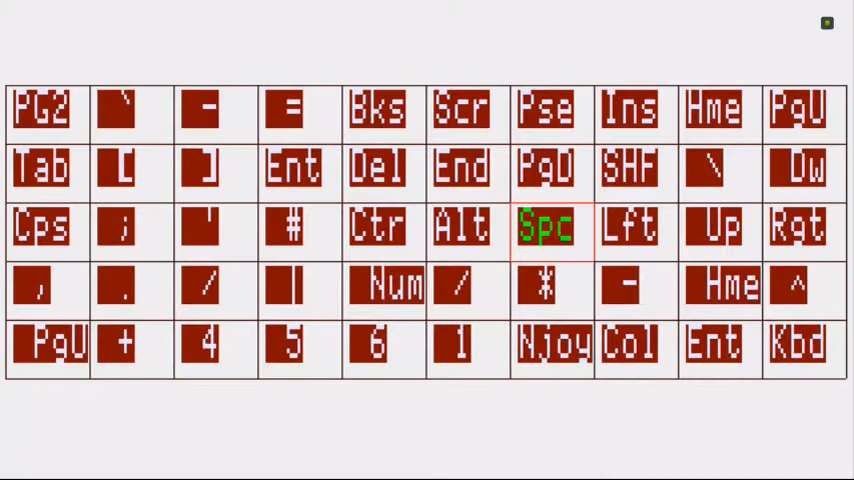 PG2 ` - = Bks Scr Pse Ins Hme PgU
Tab [ ] Ent Del End PgD SHF \ Dw
Cps ; ' # Ctr Alt Spc Lft Up Rgt
, . / | Num / * - Hme ^
PgU + 4 5 6 1 Njoy Col Ent Kbd